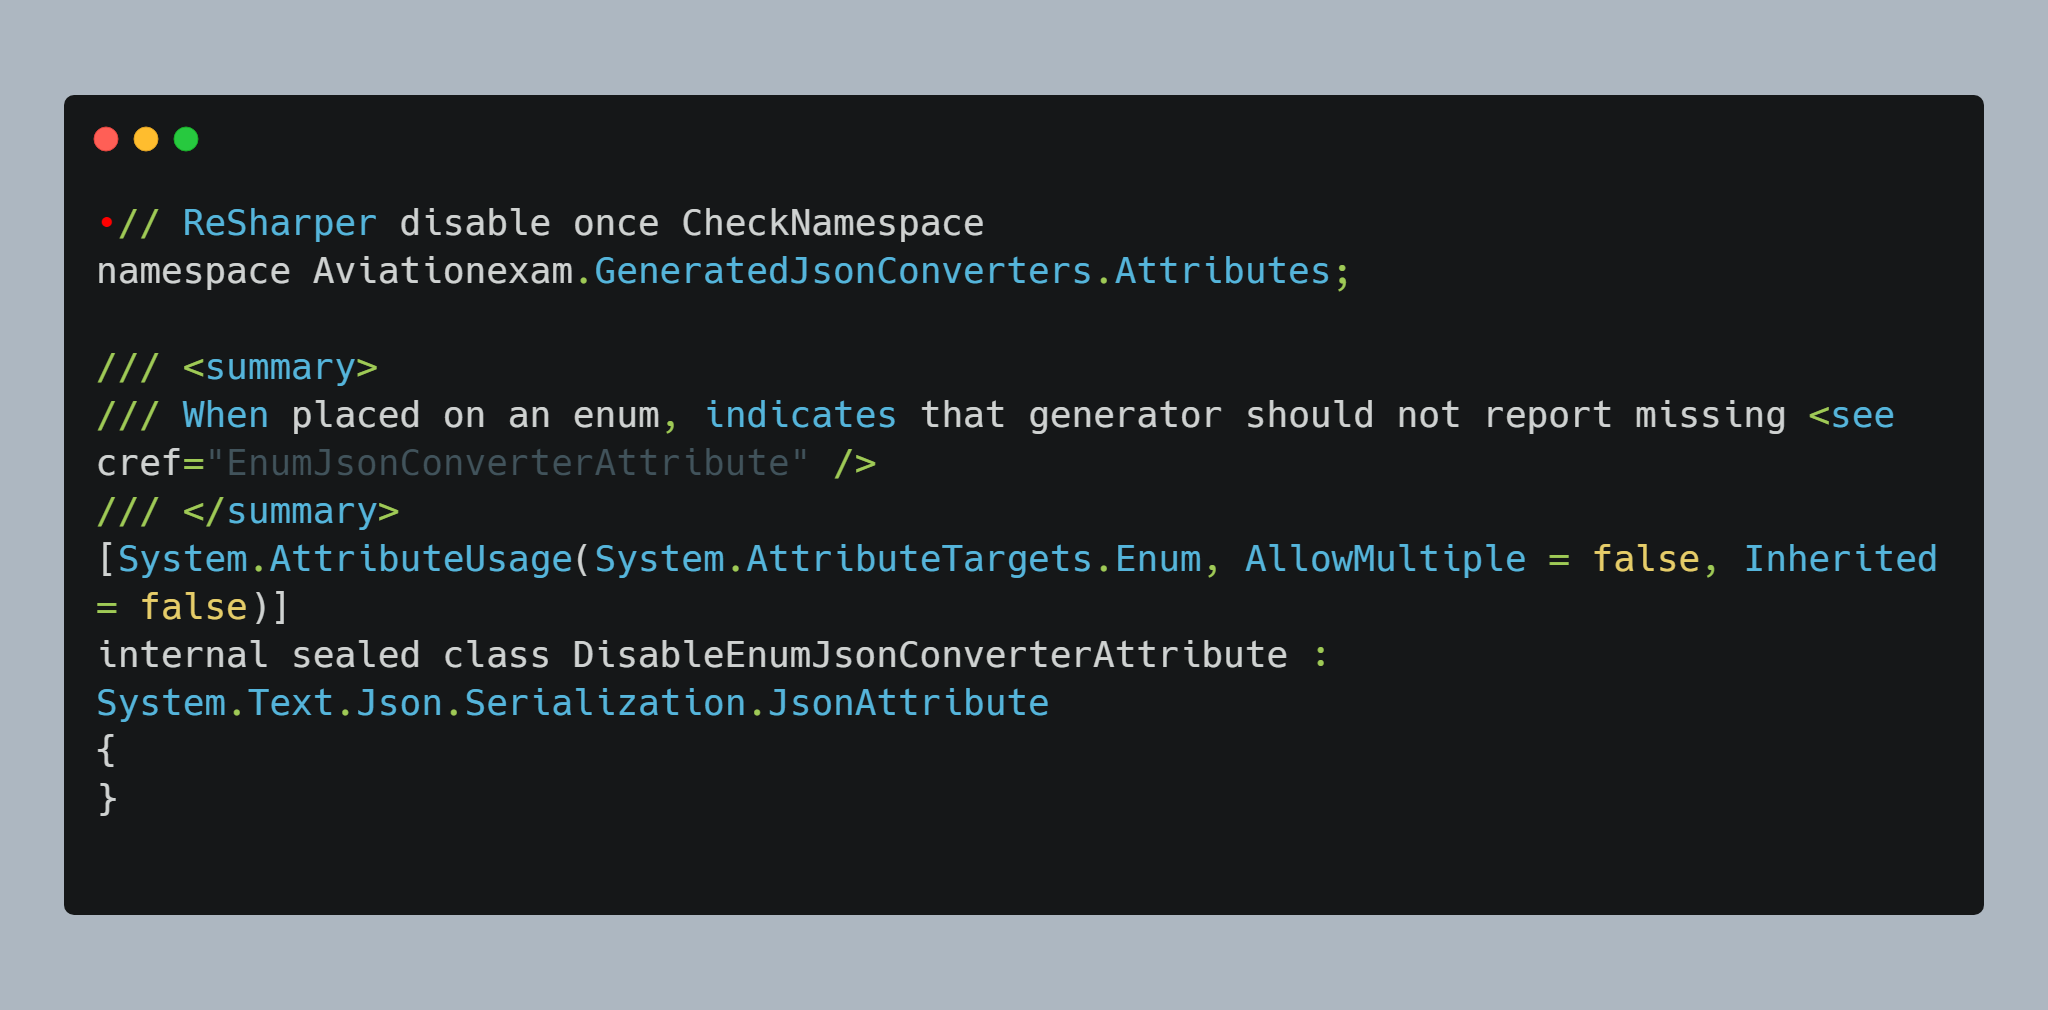 •// ReSharper disable once CheckNamespace
namespace Aviationexam.GeneratedJsonConverters.Attributes;

/// <summary>
/// When placed on an enum, indicates that generator should not report missing <see
cref="EnumJsonConverterAttribute" />
/// </summary>
[System.AttributeUsage(System.AttributeTargets.Enum, AllowMultiple = false, Inherited
= false)]
internal sealed class DisableEnumJsonConverterAttribute :
System.Text.Json.Serialization.JsonAttribute
{
}